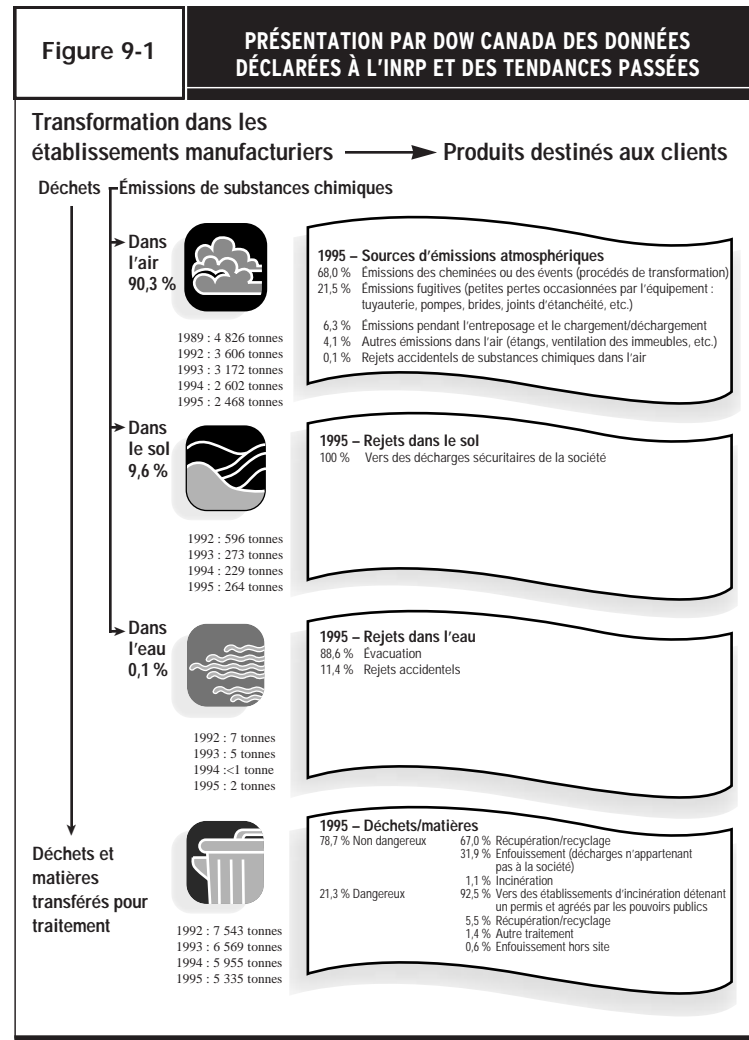 Figure 9-1
PRÉSENTATION PAR DOW CANADA DES DONNÉES
DÉCLARÉES À L'INRP ET DES TENDANCES PASSÉES
Transformation dans les
établissements manufacturiers Produits destinés aux clients
Déchets Émissions de substances chimiques
Dans
l'air
90,3 %
1989 : 4 826 tonnes
1992 : 3 606 tonnes
1993 : 3 172 tonnes
1994 : 2 602 tonnes
1995 : 2 468 tonnes
1995 – Sources d'émissions atmosphériques
68,0 % Émissions des cheminées ou des évents (procédés de transformation)
21,5 % Émissions fugitives (petites pertes occasionnées par l'équipement :
tuyauterie, pompes, brides, joints d'étanchéité, etc.)
6,3 % Émissions pendant l'entreposage et le chargement/déchargement
4,1 % Autres émissions dans l'air (étangs, ventilation des immeubles, etc.)
0,1 % Rejets accidentels de substances chimiques dans l'air
Dans
le sol
9,6 %
1992 : 596 tonnes
1993 : 273 tonnes
1994 : 229 tonnes
1995 : 264 tonnes
1995 – Rejets dans le sol
100 % Vers des décharges sécuritaires de la société
Dans
l'eau
0,1 %
1992 : 7 tonnes
1993 : 5 tonnes
1994 :<1 tonne
1995 : 2 tonnes
1995 – Rejets dans l'eau
88,6 % Évacuation
11,4 % Rejets accidentels
Déchets et
matières
transférés pour
traitement
1992 : 7 543 tonnes
1993 : 6 569 tonnes
1994 : 5 955 tonnes
1995 : 5 335 tonnes
1995 – Déchets/matières
78,7 % Non dangereux 67,0 % Récupération/recyclage
31,9 % Enfouissement (décharges n'appartenant
pas à la société)
1,1 % Incinération
21,3 % Dangereux 92,5 % Vers des établissements d'incinération détenant
un permis et agréés par les pouvoirs publics
5,5 % Récupération/recyclage
1,4 % Autre traitement
0,6 % Enfouissement hors site